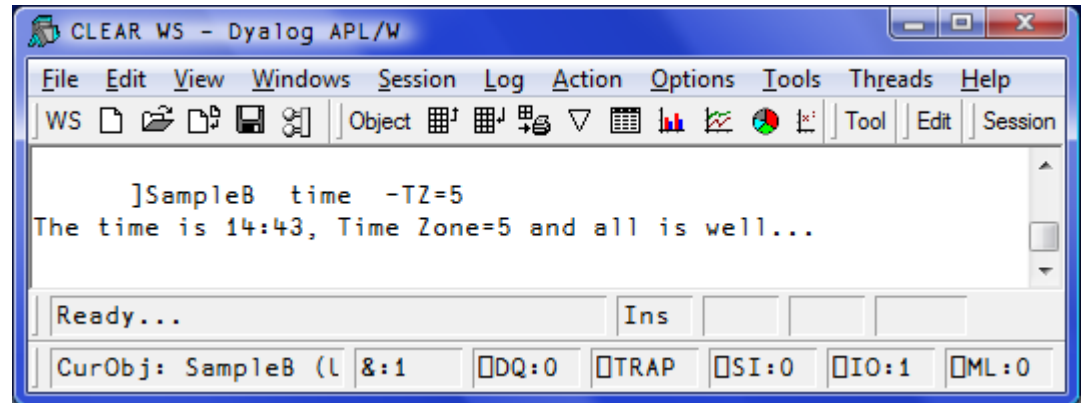 CLEAR WS - Dyalog APL/W
File Edit View Windows Session Log Action Options Tools Threads Help
WS Object Tool Edit Session
]SampleB time -TZ=5
The time is 14:43, Time Zone=5 and all is well...
Ready... Ins
CurObj: SampleB (L &:1 ⎕DQ:0 ⎕TRAP ⎕SI:0 ⎕IO:1 ⎕ML:0